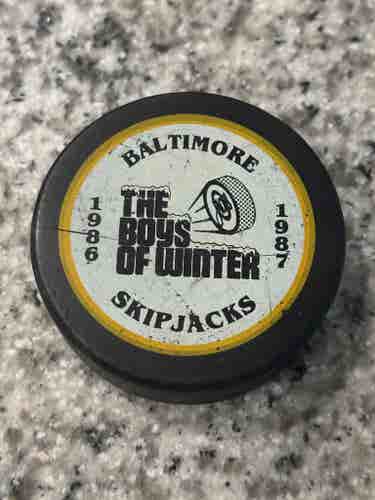 BALTIMORE
1986
THE
BOYS
OF WINTER
1987
SKIPJACKS